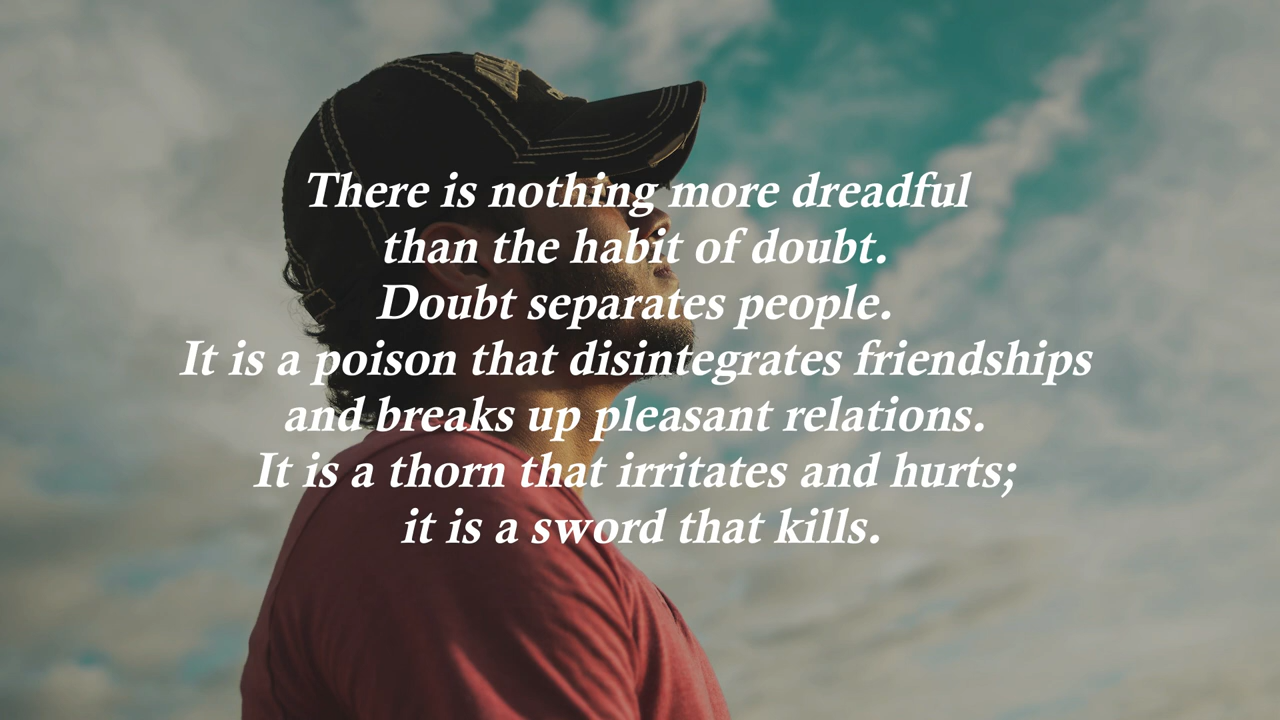 There is nothing more dreadful
than the habit of doubt.
Doubt separates people.
It is a poison that disintegrates friendships
and breaks up pleasant relations.
It is a thorn that irritates and hurts;
it is a sword that kills.